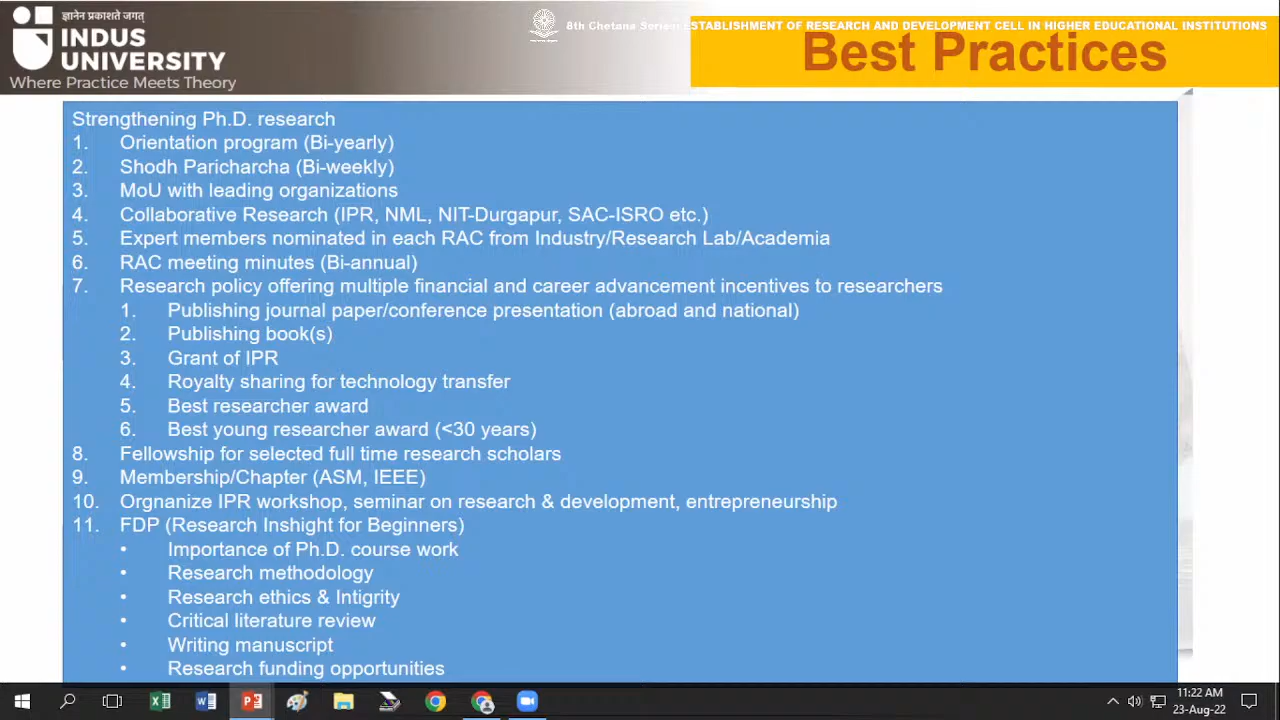 ज्ञानेन प्रकाशते जगत्
INDUS
UNIVERSITY
Where Practice Meets Theory
8th Chetana Series ESTABLISHMENT OF RESEARCH AND DEVELOPMENT CELL IN HIGHER EDUCATIONAL INSTITUTIONS
Best Practices
Strengthening Ph.D. research
1. Orientation program (Bi-yearly)
2. Shodh Paricharcha (Bi-weekly)
3. MoU with leading organizations
4. Collaborative Research (IPR, NML, NIT-Durgapur, SAC-ISRO etc.)
5. Expert members nominated in each RAC from Industry/Research Lab/Academia
6. RAC meeting minutes (Bi-annual)
7. Research policy offering multiple financial and career advancement incentives to researchers
1. Publishing journal paper/conference presentation (abroad and national)
2. Publishing book(s)
3. Grant of IPR
4. Royalty sharing for technology transfer
5. Best researcher award
6. Best young researcher award (<30 years)
8. Fellowship for selected full time research scholars
9. Membership/Chapter (ASM, IEEE)
10. Orgnanize IPR workshop, seminar on research & development, entrepreneurship
11. FDP (Research Inshight for Beginners)
• Importance of Ph.D. course work
• Research methodology
• Research ethics & Intigrity
• Critical literature review
• Writing manuscript
• Research funding opportunities
11:22 AM
23-Aug-22